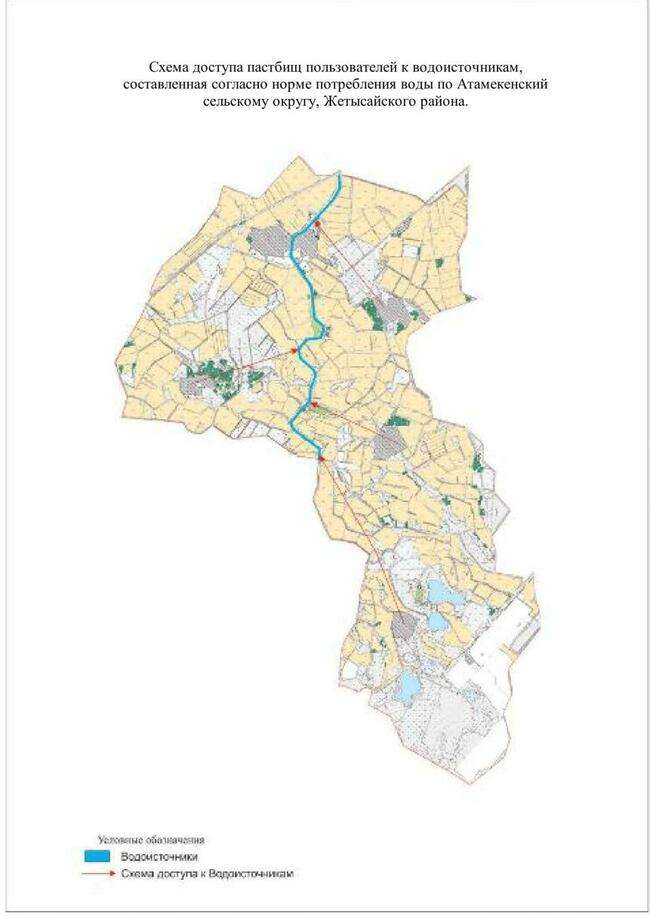 Схема доступа пастбищ пользователей к водоисточникам,
составленная согласно норме потребления воды по Атамекенский
сельскому округу, Жетысайского района.
Условные обозначения
Водоисточники
Схема доступа к Водоисточникам